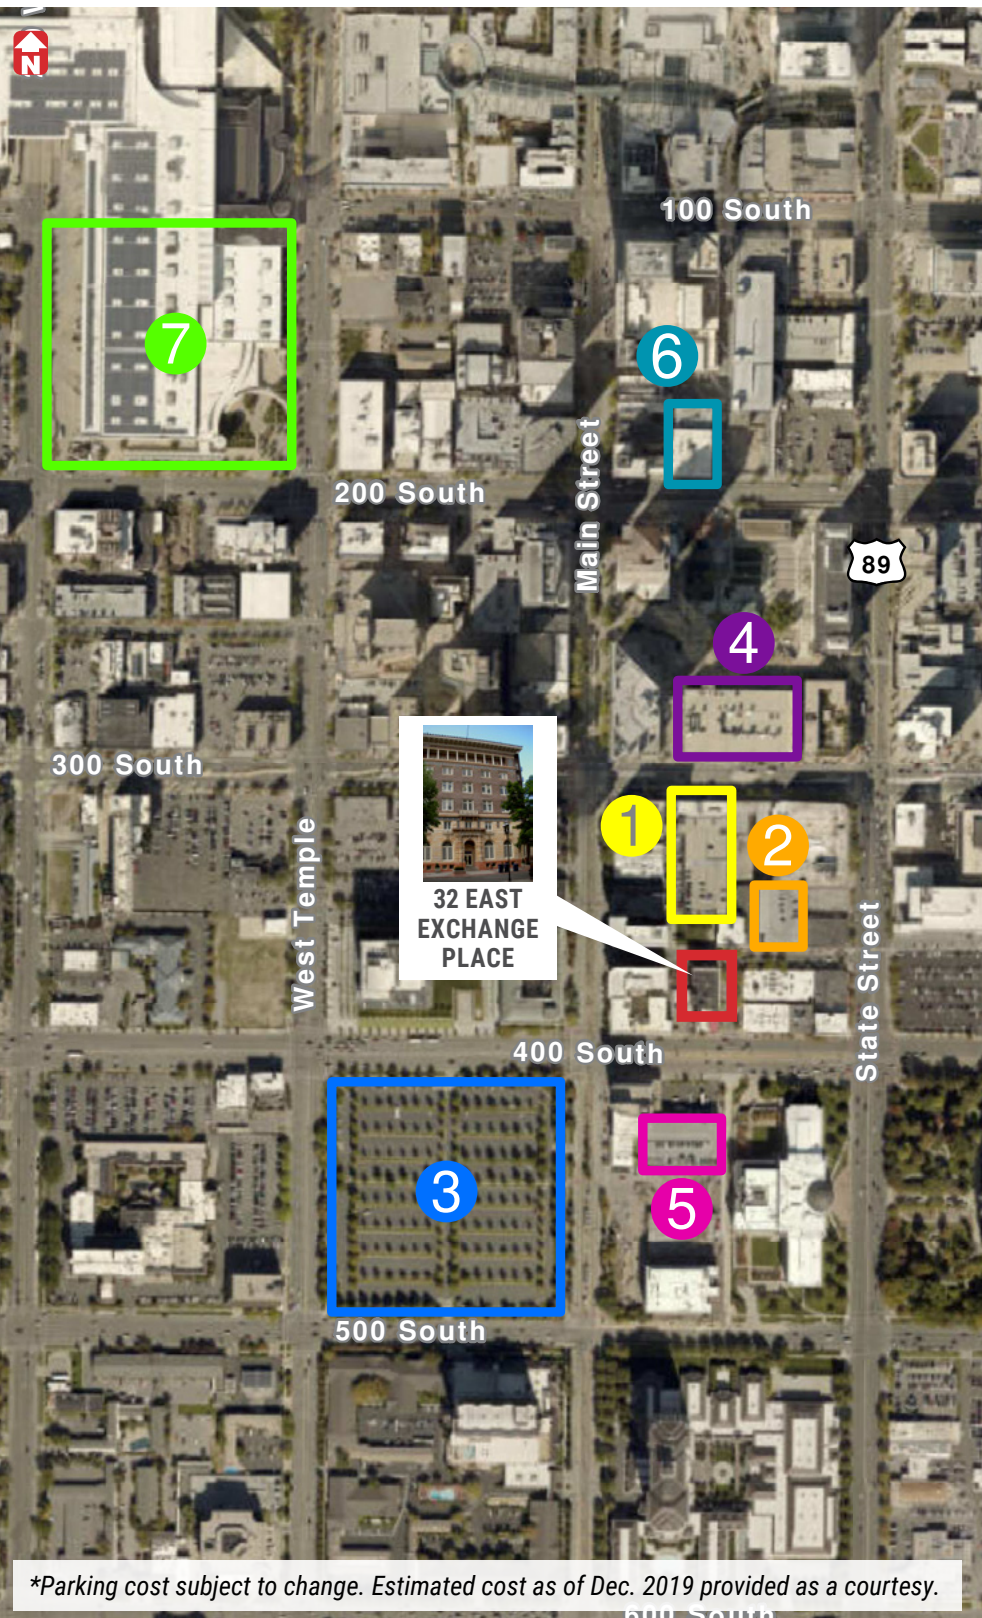 N
100 South
7
6
Main Street
200 South
89
4
300 South
1
2
West Temple
32 EAST
EXCHANGE
PLACE
State Street
400 South
3
5
500 South
*Parking cost subject to change. Estimated cost as of Dec. 2019 provided as a courtesy.
600 South